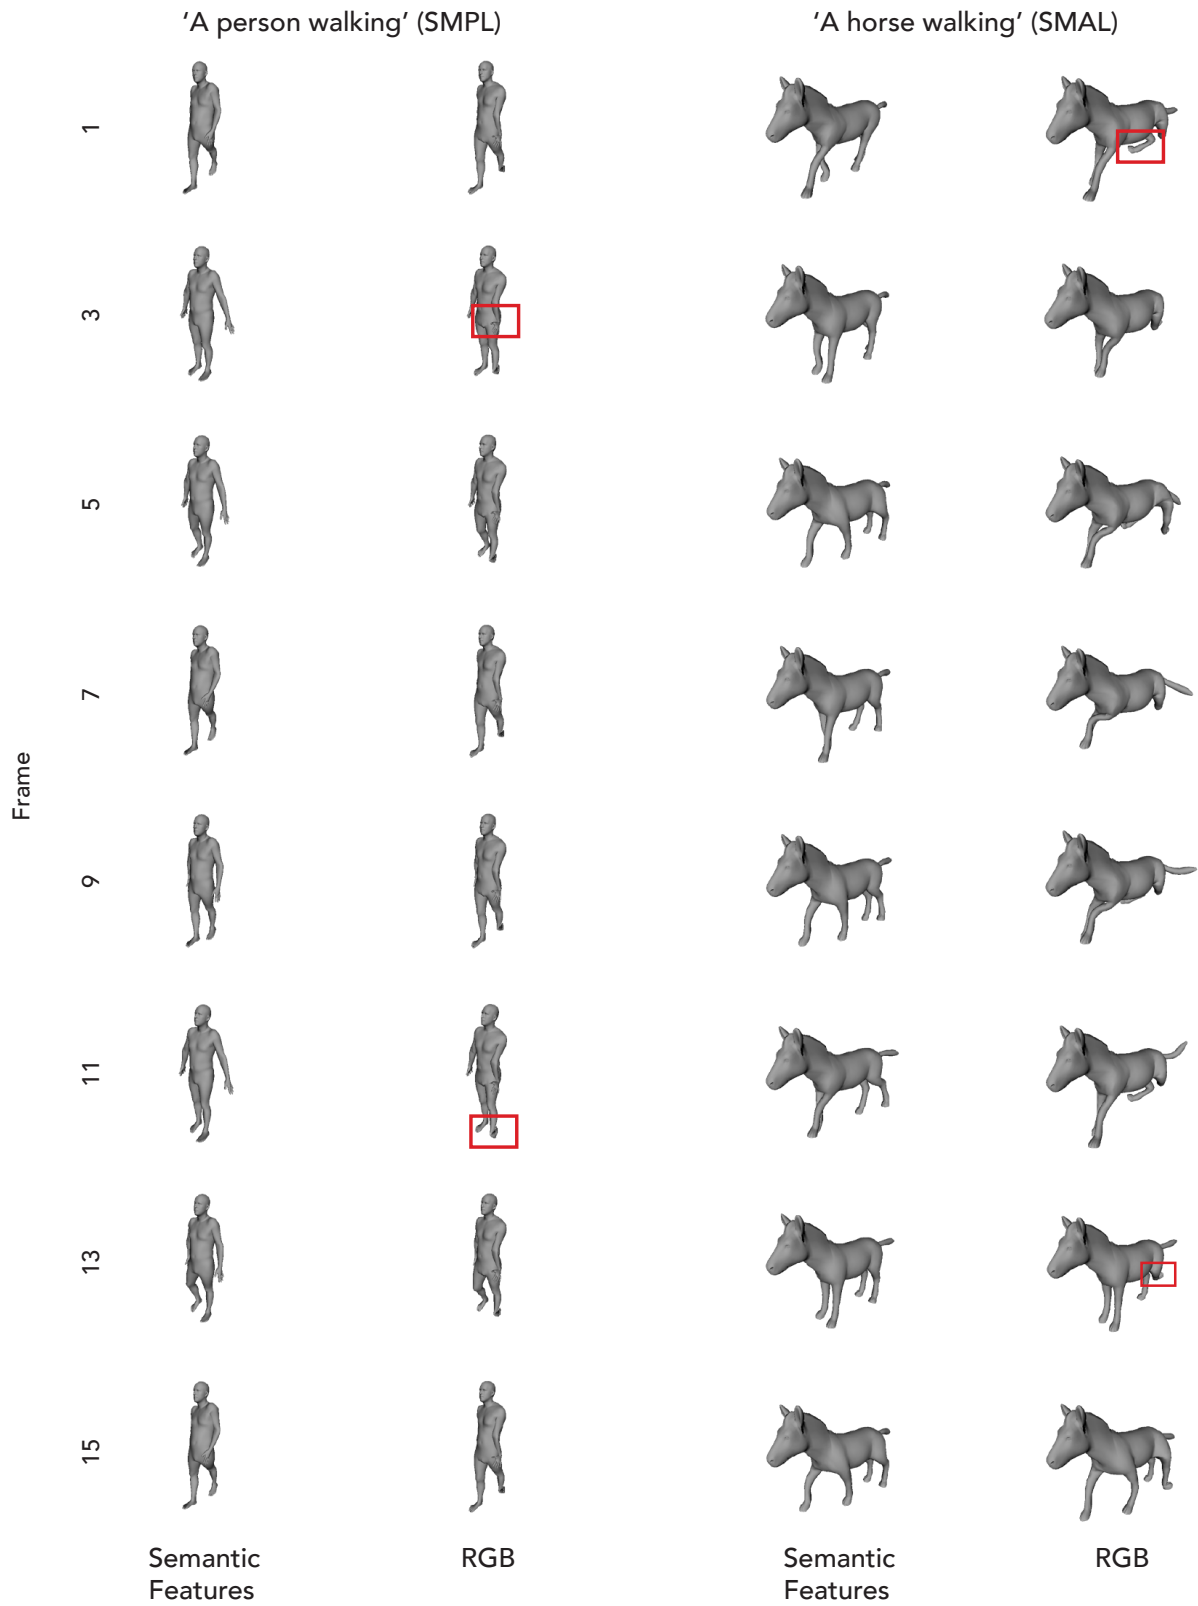 ‘A person walking’ (SMPL)
‘A horse walking’ (SMAL)
Frame
1
3
5
7
9
11
13
15
Semantic
Features
RGB
Semantic
Features
RGB